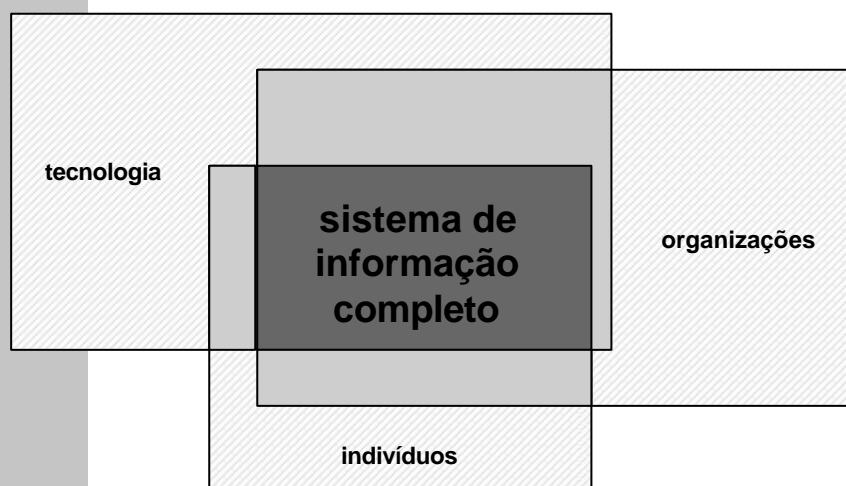 tecnologia
sistema de
informação
completo
organizações
indivíduos